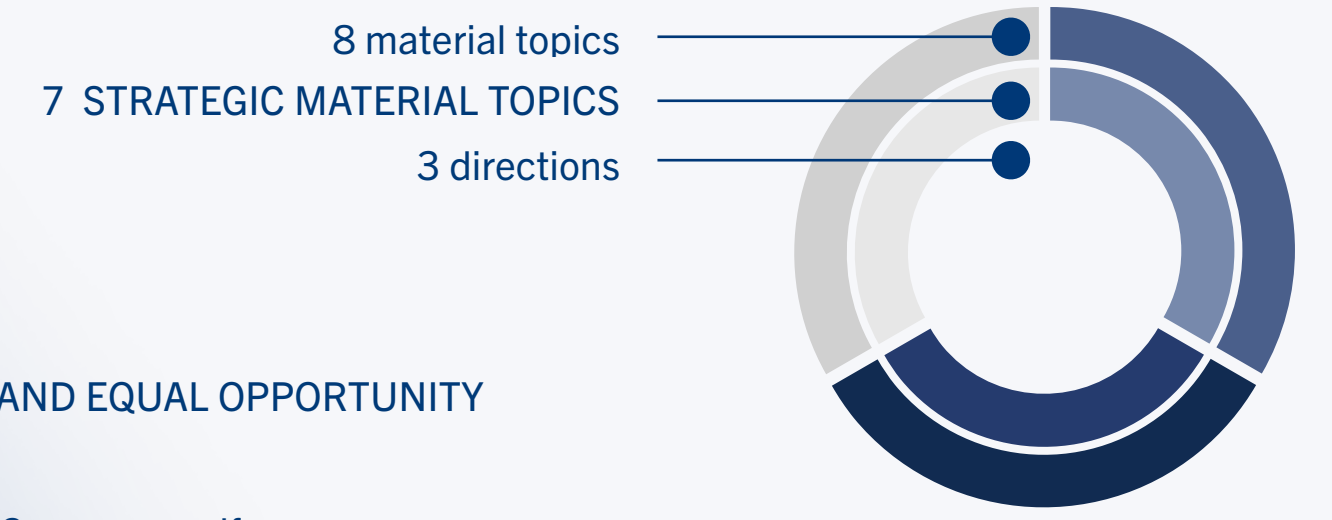 8 material topics
7 STRATEGIC MATERIAL TOPICS
3 directions
AND EQUAL OPPORTUNITY